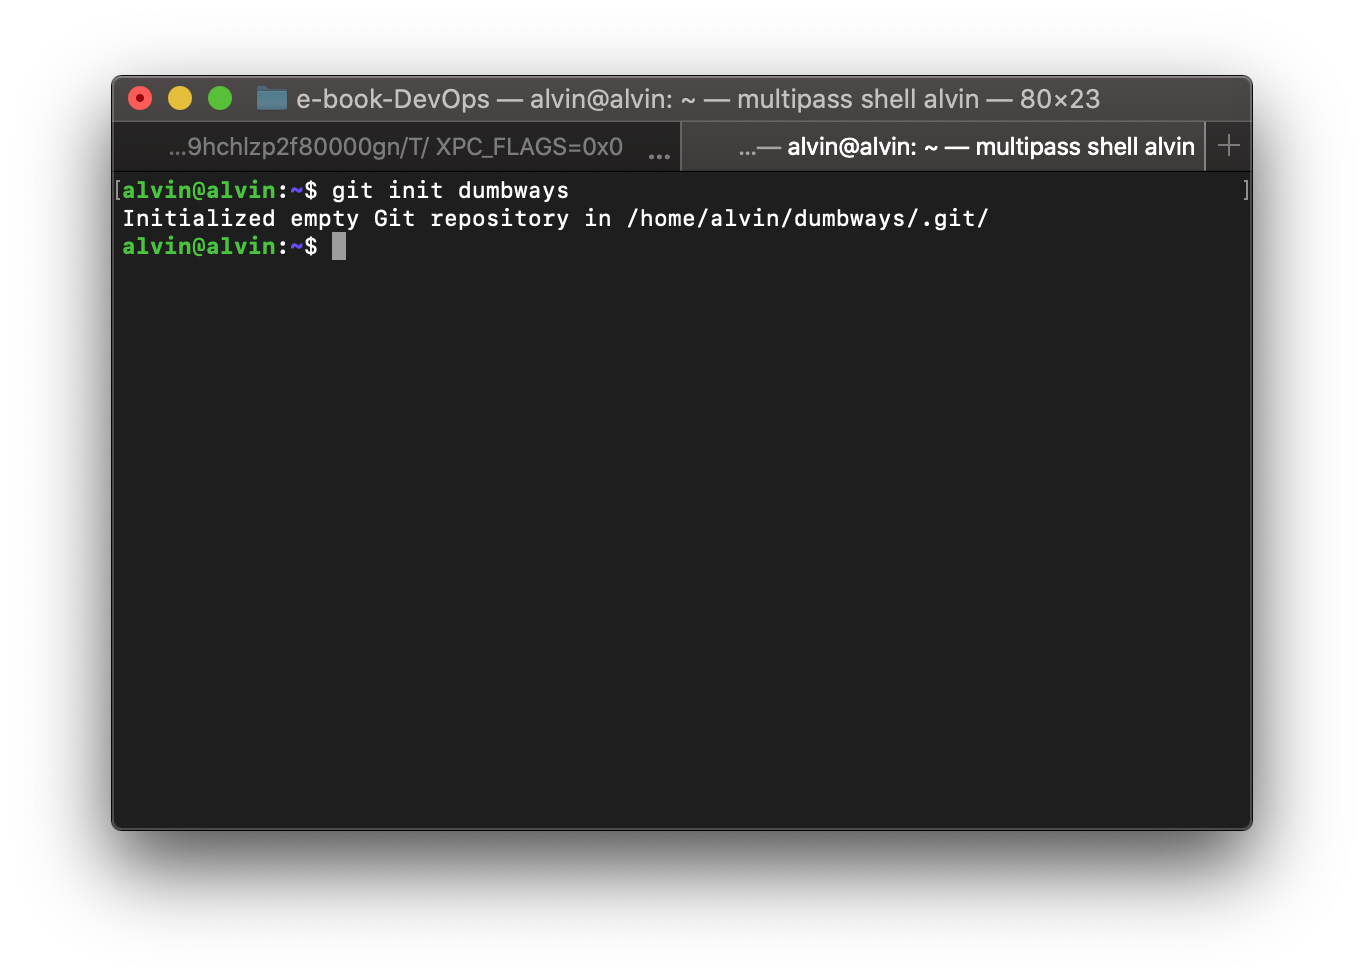 e-book-DevOps — alvin@alvin: ~ — multipass shell alvin — 80×23
...9hchlzp2f80000gn/T/ XPC_FLAGS=0x0 ...
...— alvin@alvin: ~ — multipass shell alvin +
[alvin@alvin:~$ git init dumbways ]
Initialized empty Git repository in /home/alvin/dumbways/.git/
alvin@alvin:~$